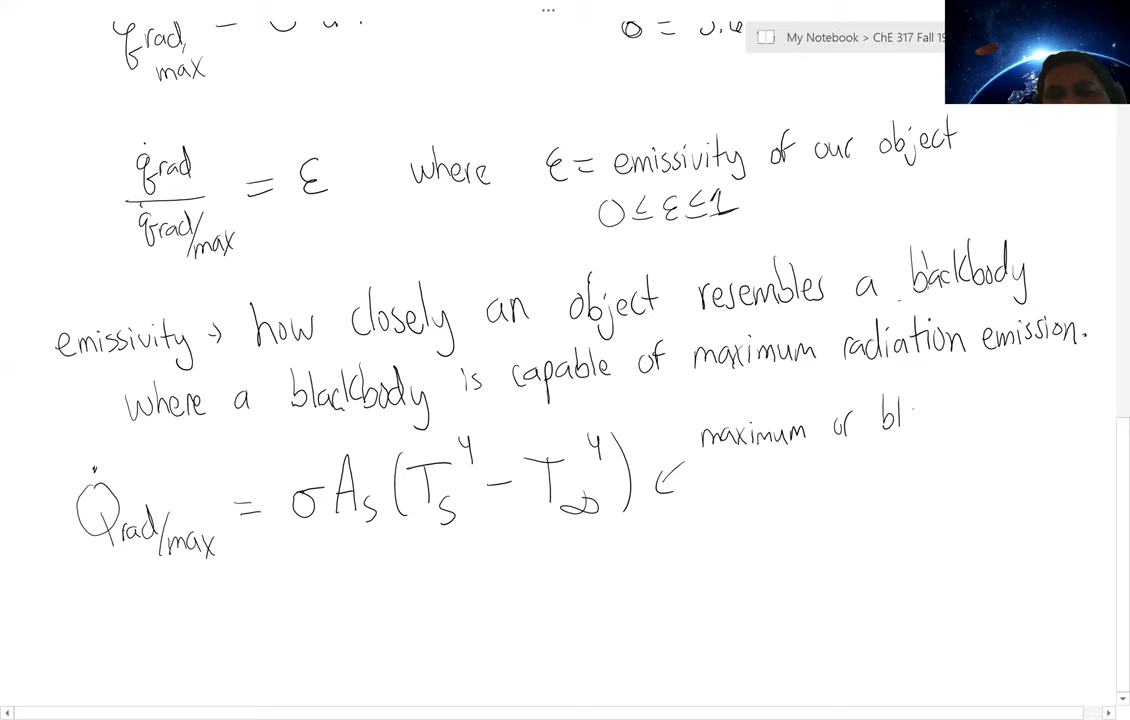 q̇rad,
max
My Notebook > ChE 317 Fall 19
q̇rad / q̇rad/max = ε where ε = emissivity of our object
0 ≤ ε ≤ 1
emissivity → how closely an object resembles a blackbody
where a blackbody is capable of maximum radiation emission.
Q̇rad/max = σAs(Ts⁴ - T∞⁴) ← maximum or bl